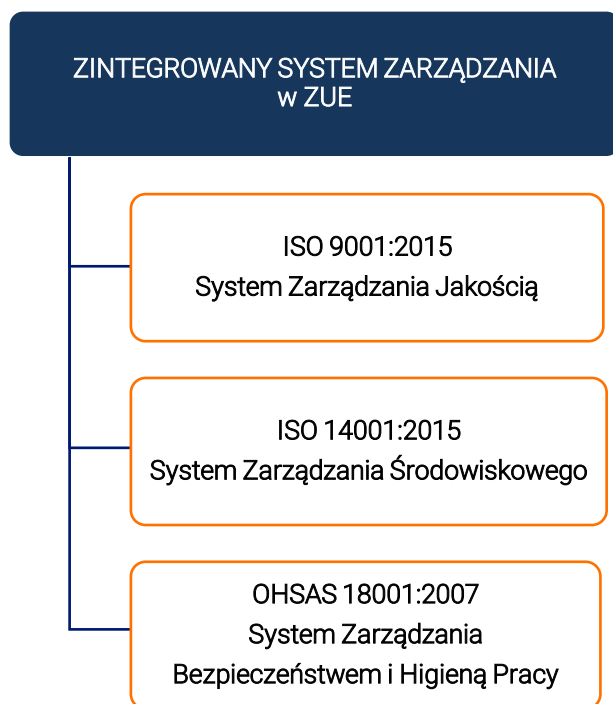 ZINTEGROWANY SYSTEM ZARZĄDZANIA
w ZUE
ISO 9001:2015
System Zarządzania Jakością
ISO 14001:2015
System Zarządzania Środowiskowego
OHSAS 18001:2007
System Zarządzania
Bezpieczeństwem i Higieną Pracy